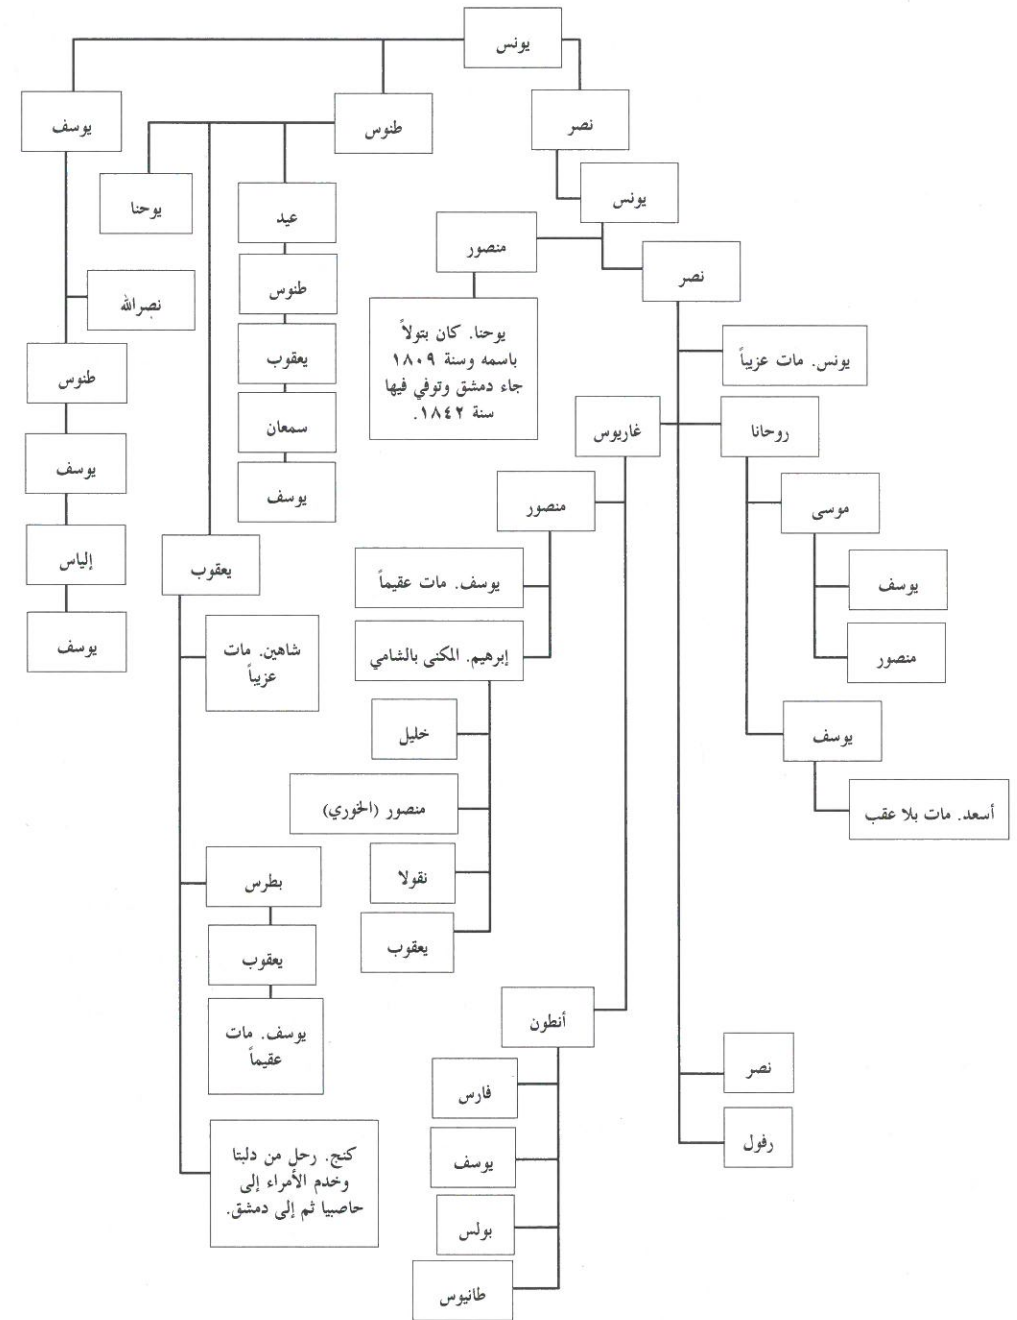 يونس
يوسف
طنوس
نصر
يوحنا
عيد
يونس
منصور
نصر
نصرالله
طنوس
يوحنا. كان بتولاً
باسمه وسنة ١٨٠٩
جاء دمشق وتوفي فيها
سنة ١٨٤٢.
يونس. مات عزيباً
طنوس
يعقوب
غاريوس
روحانا
سمعان
يوسف
يوسف
منصور
موسى
إلياس
يعقوب
يوسف. مات عقيماً
يوسف
يوسف
شاهين. مات
عزيباً
إبرهيم. المكنى بالشامي
منصور
خليل
يوسف
منصور (الخوري)
أسعد. مات بلا عقب
بطرس
نقولا
يعقوب
يعقوب
يوسف. مات
عقيماً
أنطون
نصر
فارس
رفول
كنج. رحل من دلبتا
وخدم الأمراء إلى
حاصبيا ثم إلى دمشق.
يوسف
بولس
طانيوس